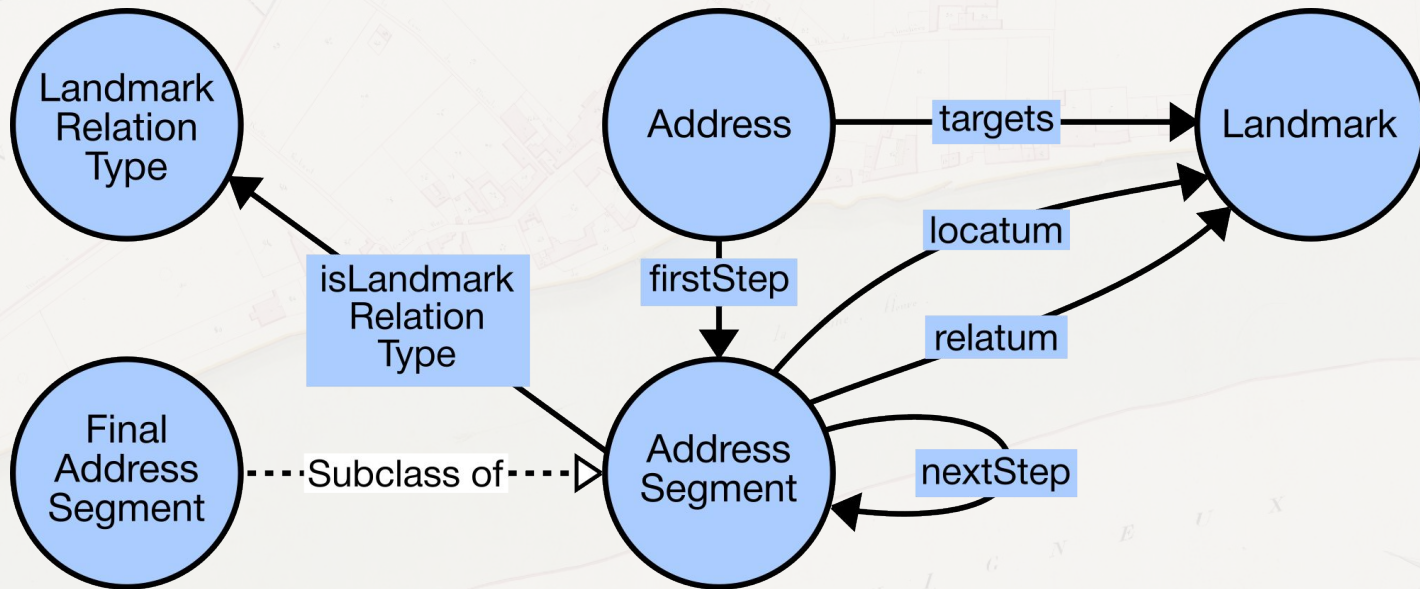 Landmark
Relation
Type
Address
targets
Landmark
locatum
isLandmark
Relation
Type
firstStep
relatum
Final
Address
Segment
Subclass of
Address
Segment
nextStep
I G N E U X